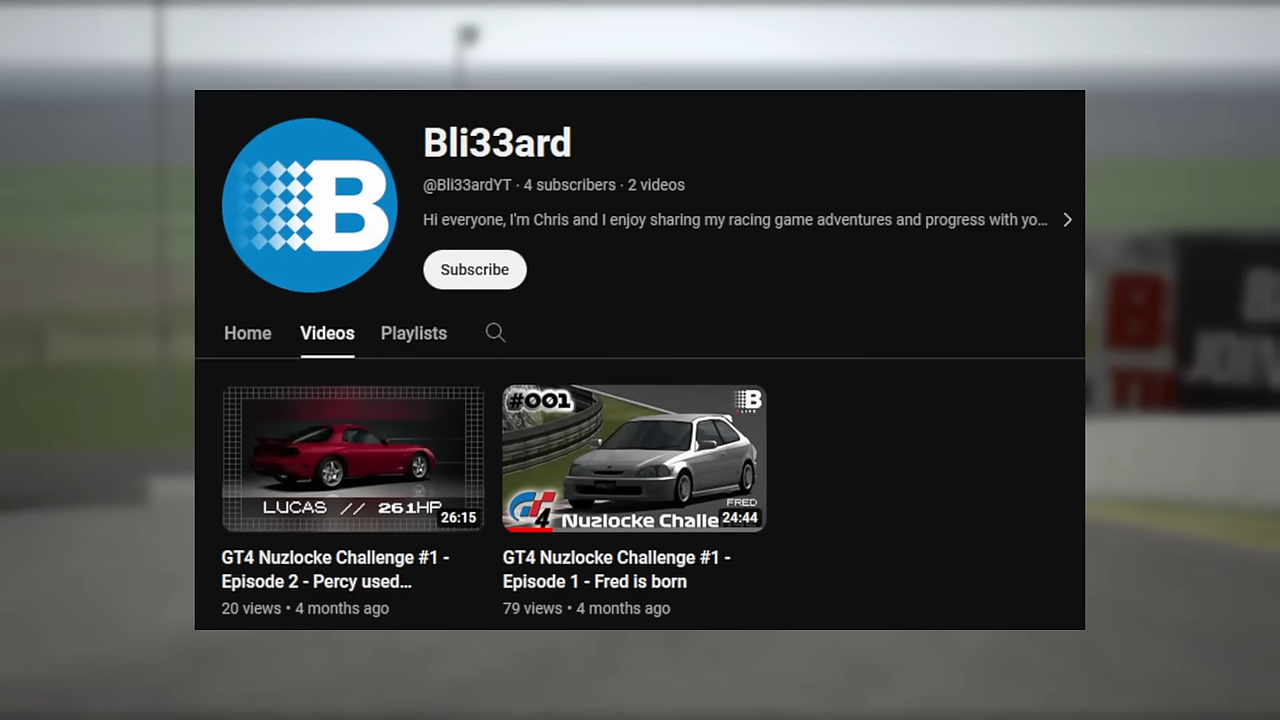 B
Bli33ard
@Bli33ardYT · 4 subscribers · 2 videos
Hi everyone, I'm Chris and I enjoy sharing my racing game adventures and progress with yo...
Subscribe
Home Videos Playlists
LUCAS // 261HP
26:15
#001
B
LIVE
FRED
4 Nuzlocke Challe
24:44
GT4 Nuzlocke Challenge #1 -
Episode 2 - Percy used...
20 views • 4 months ago
GT4 Nuzlocke Challenge #1 -
Episode 1 - Fred is born
79 views • 4 months ago